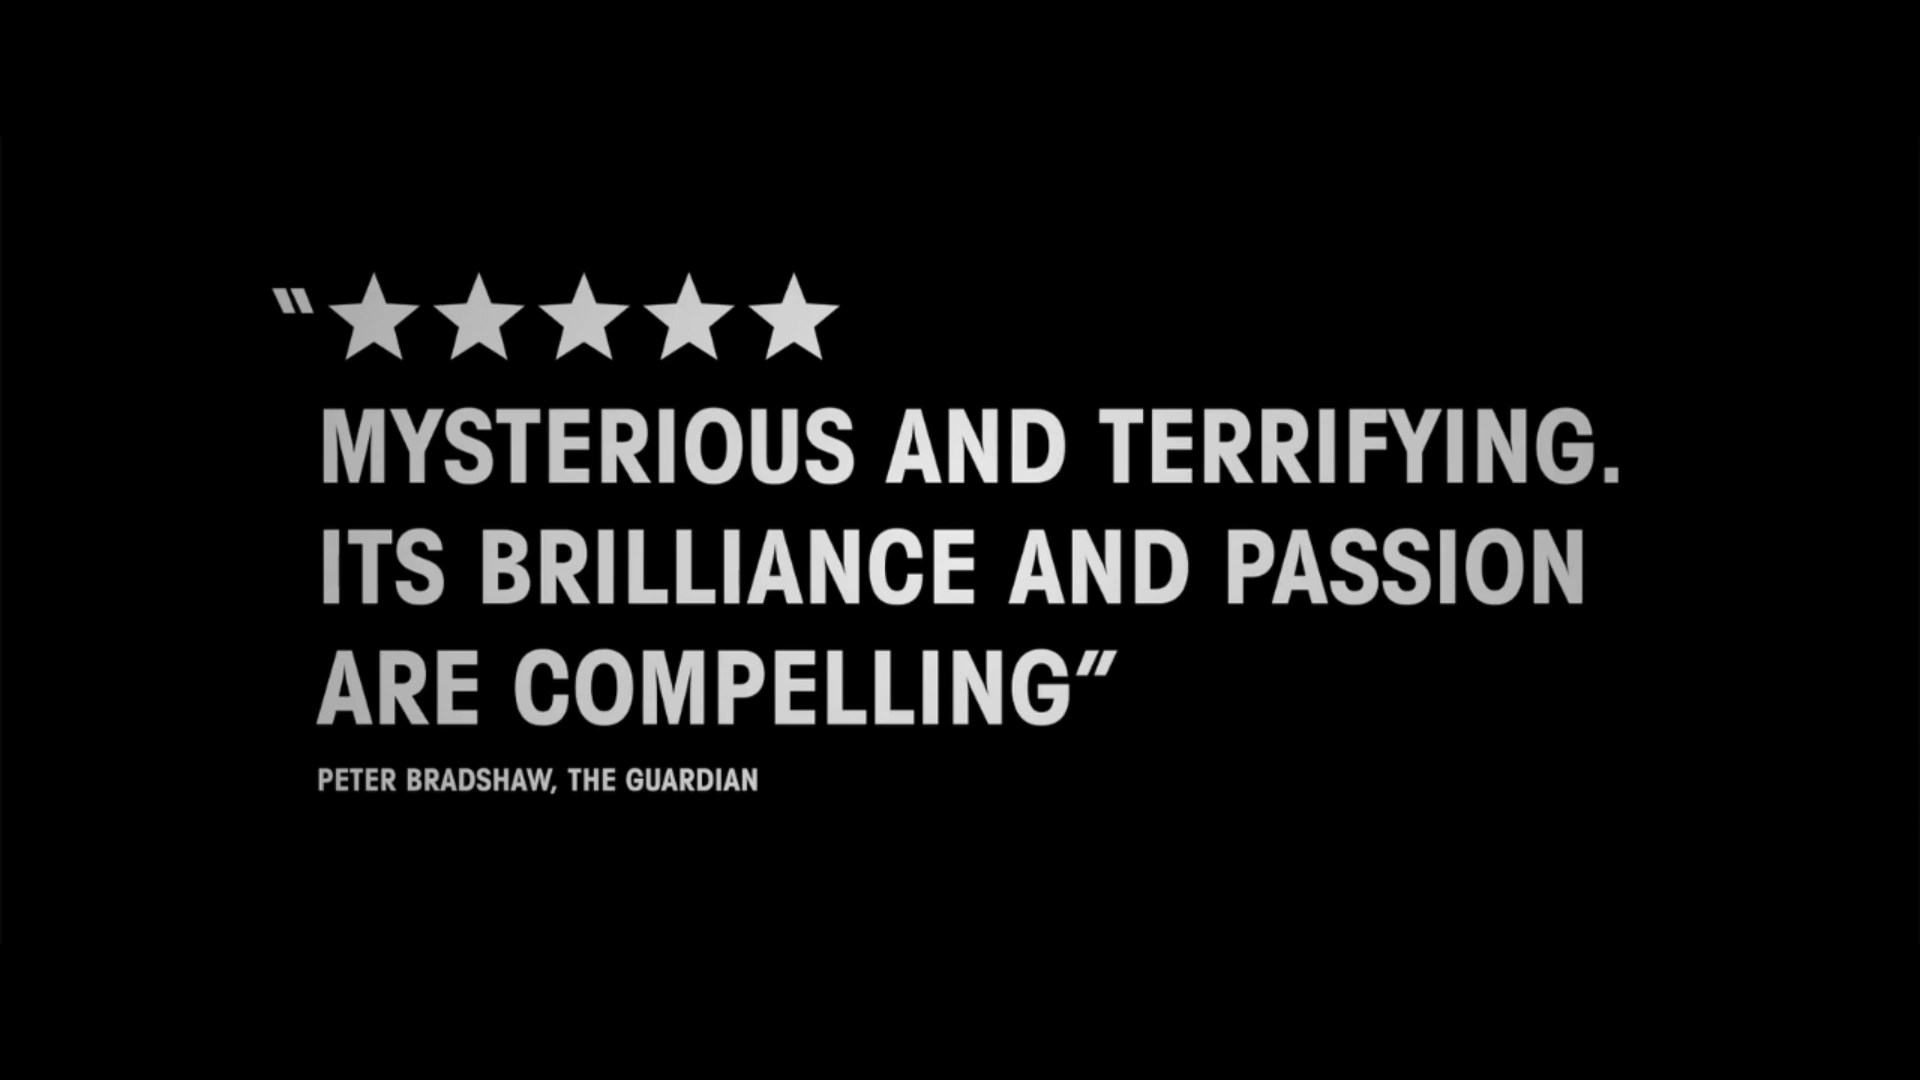 “★★★★★
MYSTERIOUS AND TERRIFYING.
ITS BRILLIANCE AND PASSION
ARE COMPELLING”
PETER BRADSHAW, THE GUARDIAN